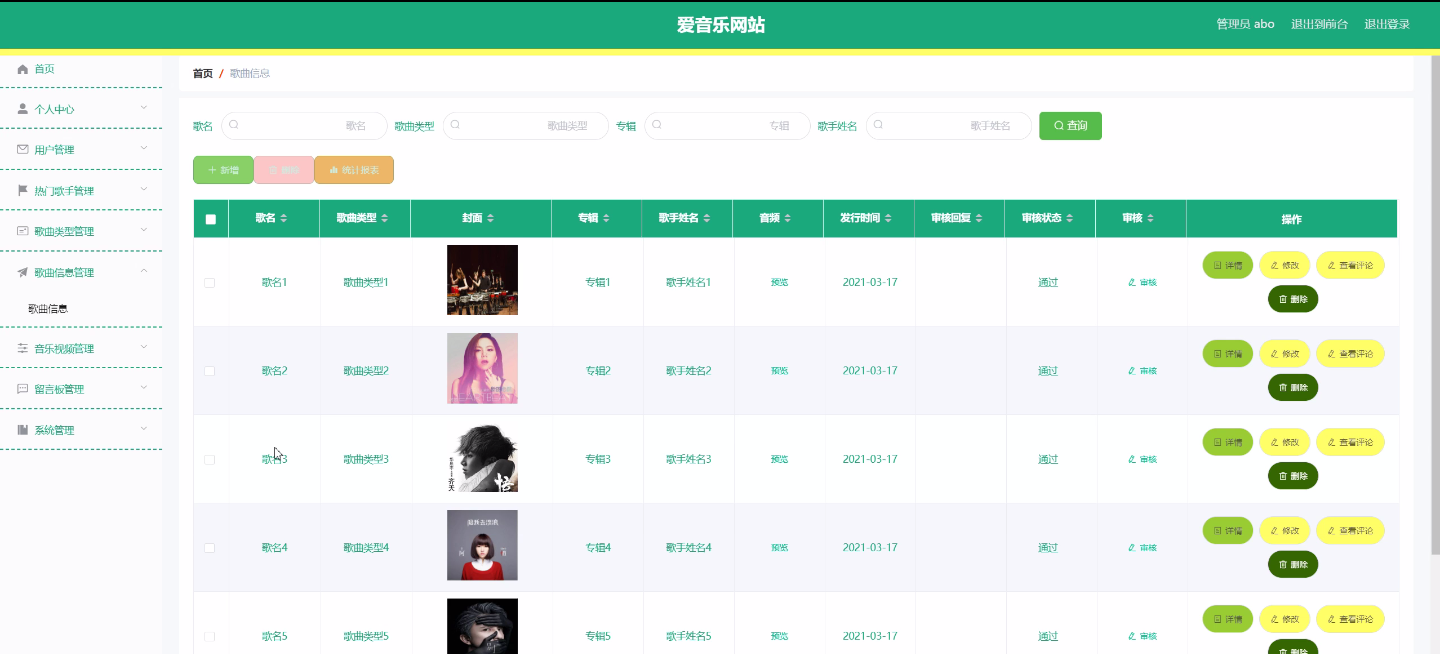 爱音乐网站
管理员 abo 退出到前台 退出登录
首页
个人中心
用户管理
热门歌手管理
歌曲类型管理
歌曲信息管理
歌曲信息
音乐视频管理
留言板管理
系统管理
首页 / 歌曲信息
歌名 歌名 歌曲类型 歌曲类型 专辑 专辑 歌手姓名 歌手姓名 查询
新增 删除 统计报表
歌名 歌曲类型 封面 专辑 歌手姓名 音频 发行时间 审核回复 审核状态 审核 操作
歌名1 歌曲类型1 专辑1 歌手姓名1 预览 2021-03-17 通过 审核 详情 修改 查看评论
删除
歌名2 歌曲类型2 专辑2 歌手姓名2 预览 2021-03-17 通过 审核 详情 修改 查看评论
删除
歌名3 歌曲类型3 齐天 悟 专辑3 歌手姓名3 预览 2021-03-17 通过 审核 详情 修改 查看评论
删除
歌名4 歌曲类型4 专辑4 歌手姓名4 预览 2021-03-17 通过 审核 详情 修改 查看评论
删除
歌名5 歌曲类型5 专辑5 歌手姓名5 预览 2021-03-17 通过 审核 详情 修改 查看评论
删除